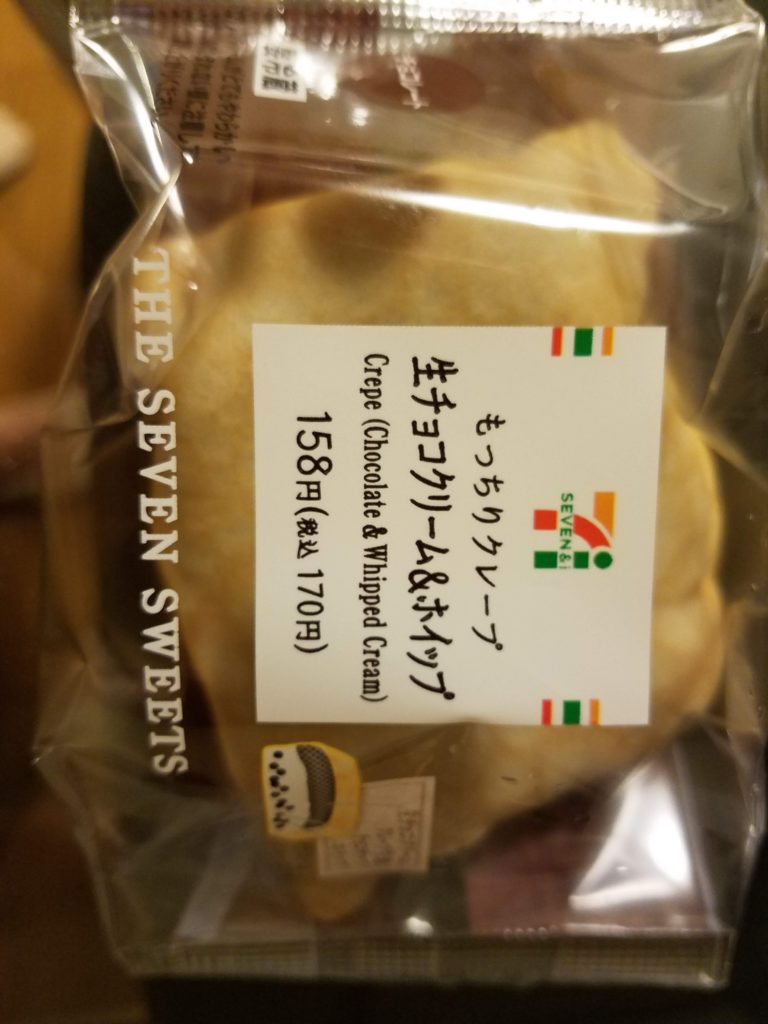 SEVEN&i
もっちりクレープ
生チョコクリーム&ホイップ
Crepe (Chocolate & Whipped Cream)
158円(税込 170円)
THE SEVEN SWEETS